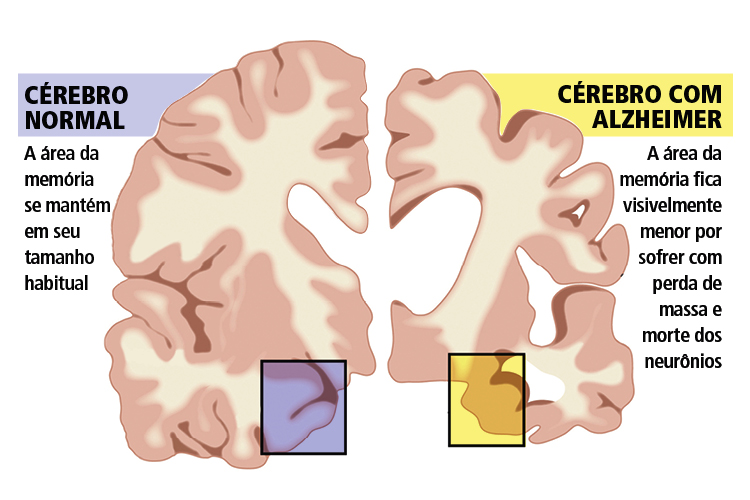 CÉREBRO
NORMAL
A área da
memória
se mantém
em seu
tamanho
habitual
CÉREBRO COM
ALZHEIMER
A área da
memória fica
visivelmente
menor por
sofrer com
perda de
massa e
morte dos
neurônios